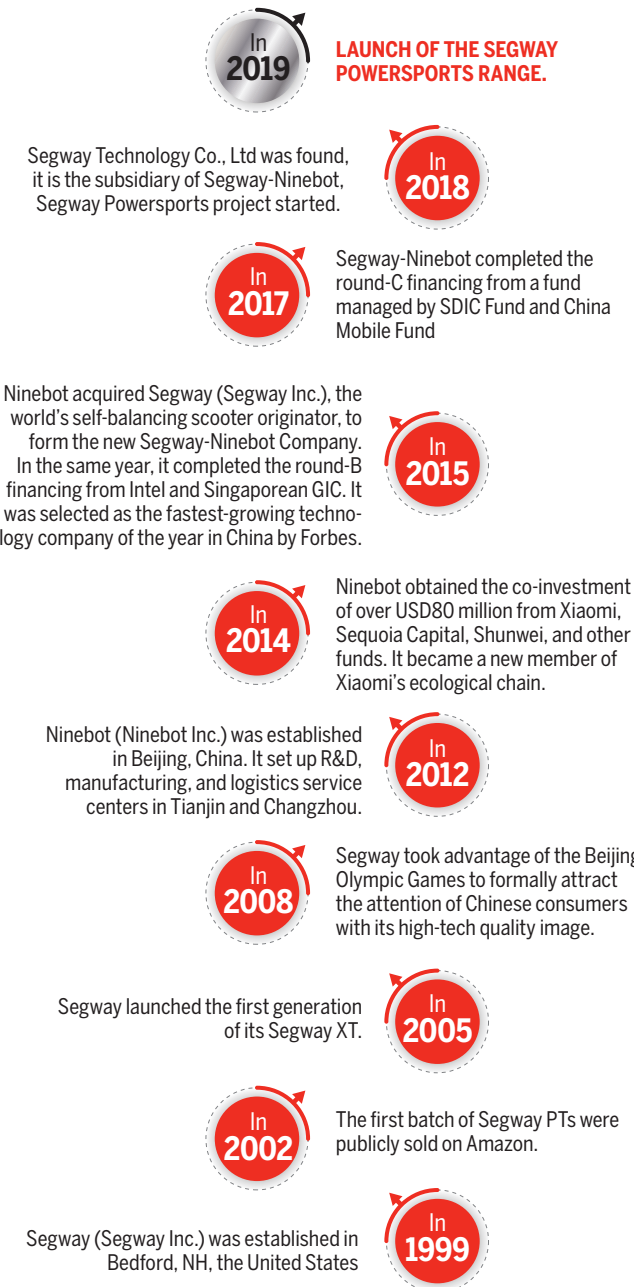 In
2019
LAUNCH OF THE SEGWAY
POWERSPORTS RANGE.
Segway Technology Co., Ltd was found,
it is the subsidiary of Segway-Ninebot,
Segway Powersports project started.
In
2018
In
2017
Segway-Ninebot completed the
round-C financing from a fund
managed by SDIC Fund and China
Mobile Fund
Ninebot acquired Segway (Segway Inc.), the
world's self-balancing scooter originator, to
form the new Segway-Ninebot Company.
In the same year, it completed the round-B
financing from Intel and Singaporean GIC. It
was selected as the fastest-growing techno-
logy company of the year in China by Forbes.
In
2015
In
2014
Ninebot obtained the co-investment
of over USD80 million from Xiaomi,
Sequoia Capital, Shunwei, and other
funds. It became a new member of
Xiaomi's ecological chain.
Ninebot (Ninebot Inc.) was established
in Beijing, China. It set up R&D,
manufacturing, and logistics service
centers in Tianjin and Changzhou.
In
2012
In
2008
Segway took advantage of the Beijing
Olympic Games to formally attract
the attention of Chinese consumers
with its high-tech quality image.
Segway launched the first generation
of its Segway XT.
In
2005
In
2002
The first batch of Segway PTs were
publicly sold on Amazon.
Segway (Segway Inc.) was established in
Bedford, NH, the United States
In
1999